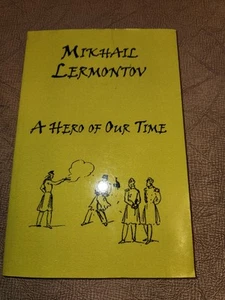 MIKHAIL
LERMONTOV
A HERO OF OUR TIME